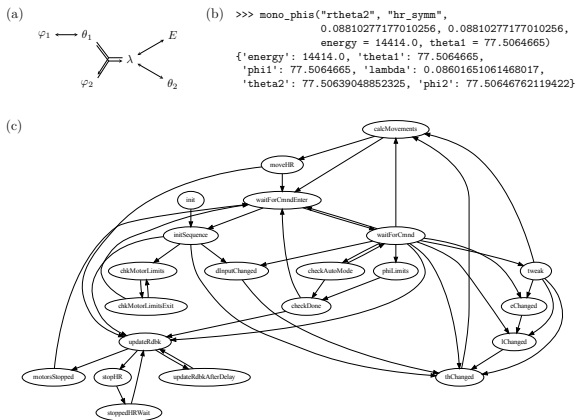 (a)
φ1
θ1
φ2
λ
E
θ2
(b)
>>> mono_phis("rtheta2", "hr_symm",
0.08810277177010256, 0.08810277177010256,
energy = 14414.0, theta1 = 77.5064665)
{'energy': 14414.0, 'theta1': 77.5064665,
'phi1': 77.5064665, 'lambda': 0.08601651061468017,
'theta2': 77.50639048852325, 'phi2': 77.50646762119422}
(c)
calcMovements
moveHR
init
waitForCmndEnter
initSequence
waitForCmnd
chkMotorLimits
dInputChanged
checkAutoMode
phiLimits
tweak
chkMotorLimitsExit
checkDone
eChanged
updateRdbk
lChanged
motorsStopped
stopHR
updateRdbkAfterDelay
thChanged
stoppedHRWait